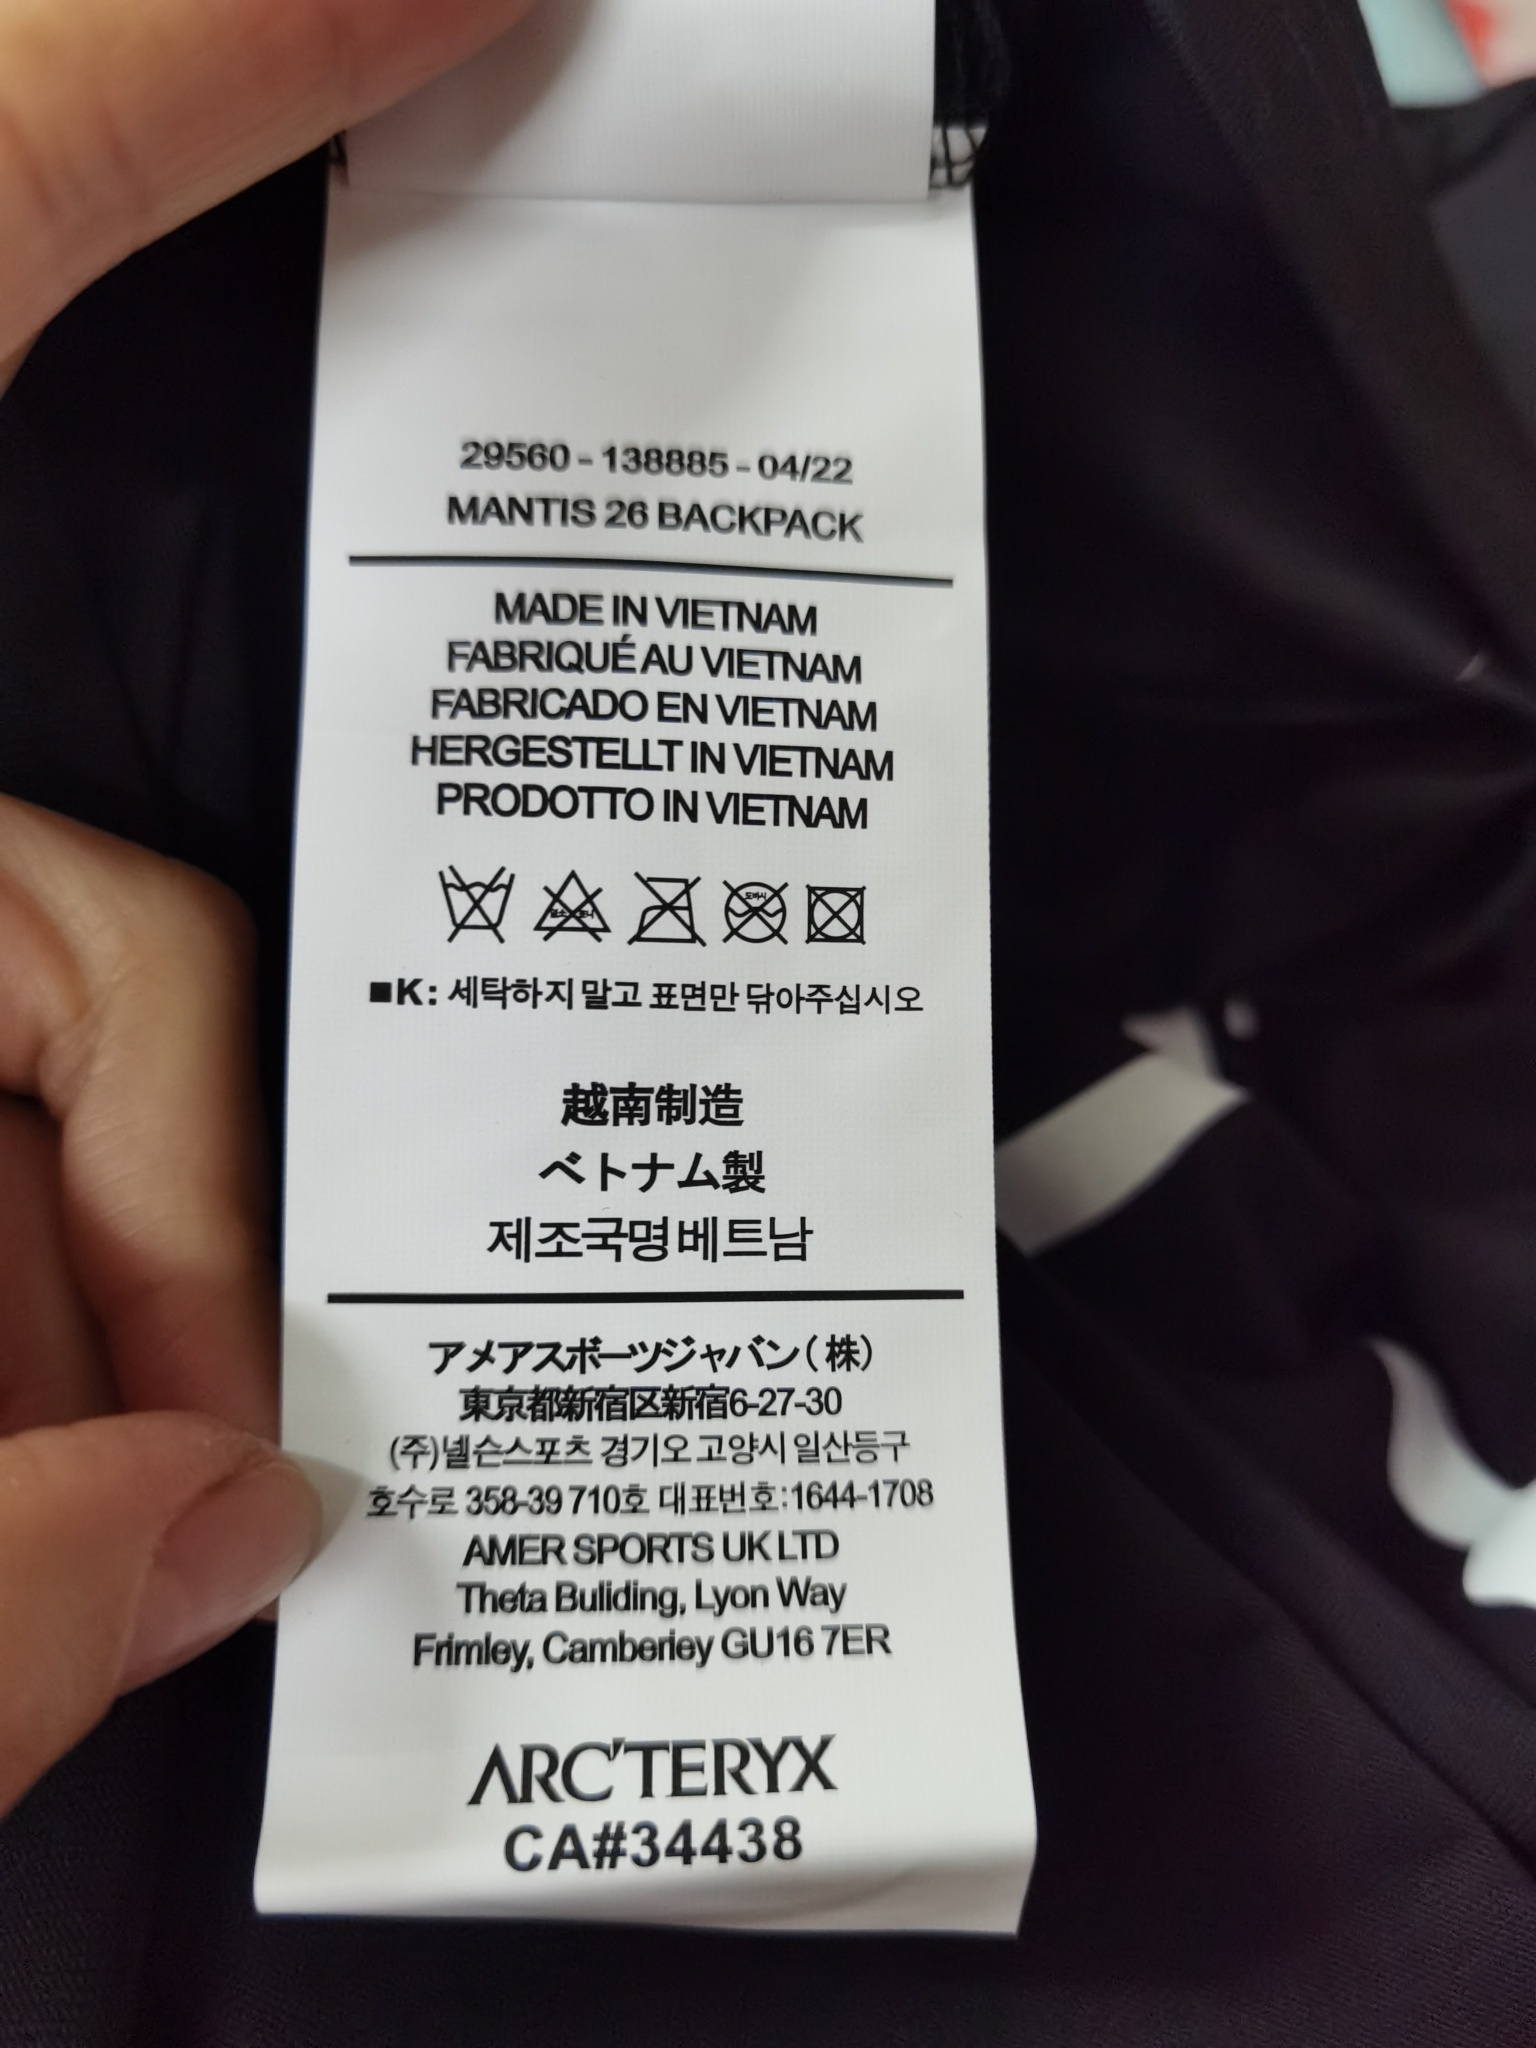 29560 - 138885 - 04/22
MANTIS 26 BACKPACK
MADE IN VIETNAM
FABRIQUÉ AU VIETNAM
FABRICADO EN VIETNAM
HERGESTELLT IN VIETNAM
PRODOTTO IN VIETNAM
도바시
■K: 세탁하지 말고 표면만 닦아주십시오
越南制造
ベトナム製
제조국명 베트남
アメアスポーツジャパン(株)
東京都新宿区新宿6-27-30
(주)넬슨스포츠 경기오 고양시 일산등구
호수로 358-39 710호 대표번호:1644-1708
AMER SPORTS UK LTD
Theta Buliding, Lyon Way
Frimley, Camberiey GU16 7ER
ARC'TERYX
CA#34438